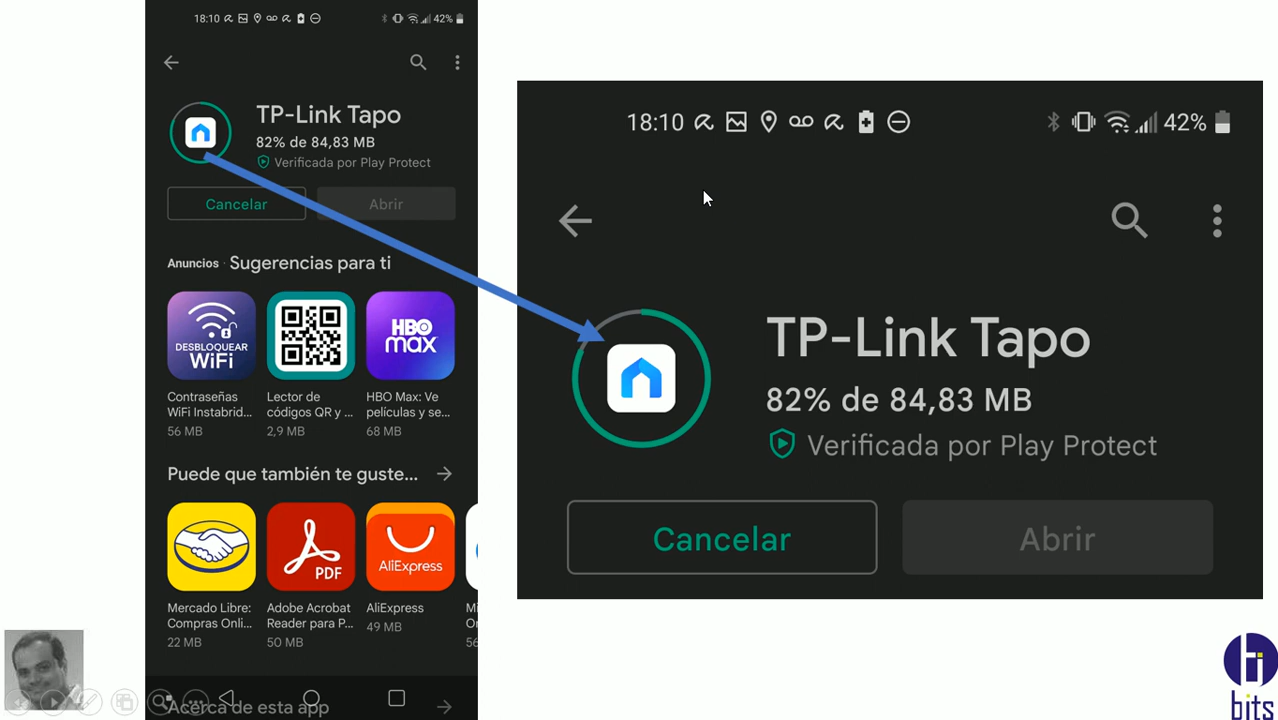 18:10
42%
TP-Link Tapo
82% de 84,83 MB
Verificada por Play Protect
Cancelar
Abrir
Anuncios · Sugerencias para ti
DESBLOQUEAR
WiFi
HBO
max
Contraseñas
WiFi Instabrid...
56 MB
Lector de
códigos QR y ...
2,9 MB
HBO Max: Ve
películas y se...
68 MB
Puede que también te guste...
PDF
AliExpress
Mercado Libre:
Compras Onli...
22 MB
Adobe Acrobat
Reader para P...
50 MB
AliExpress
49 MB
Mi
On
56
Acerca de esta app
18:10
42%
TP-Link Tapo
82% de 84,83 MB
Verificada por Play Protect
Cancelar
Abrir
bits